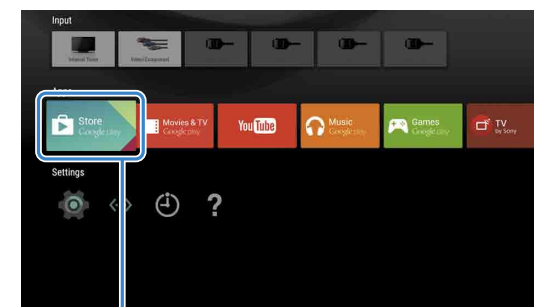 Input
Internal Tuner
Video/Component
Apps
Store
Google play
Movies & TV
Google play
YouTube
Music
Google play
Games
Google play
TV
by Sony
Settings
?